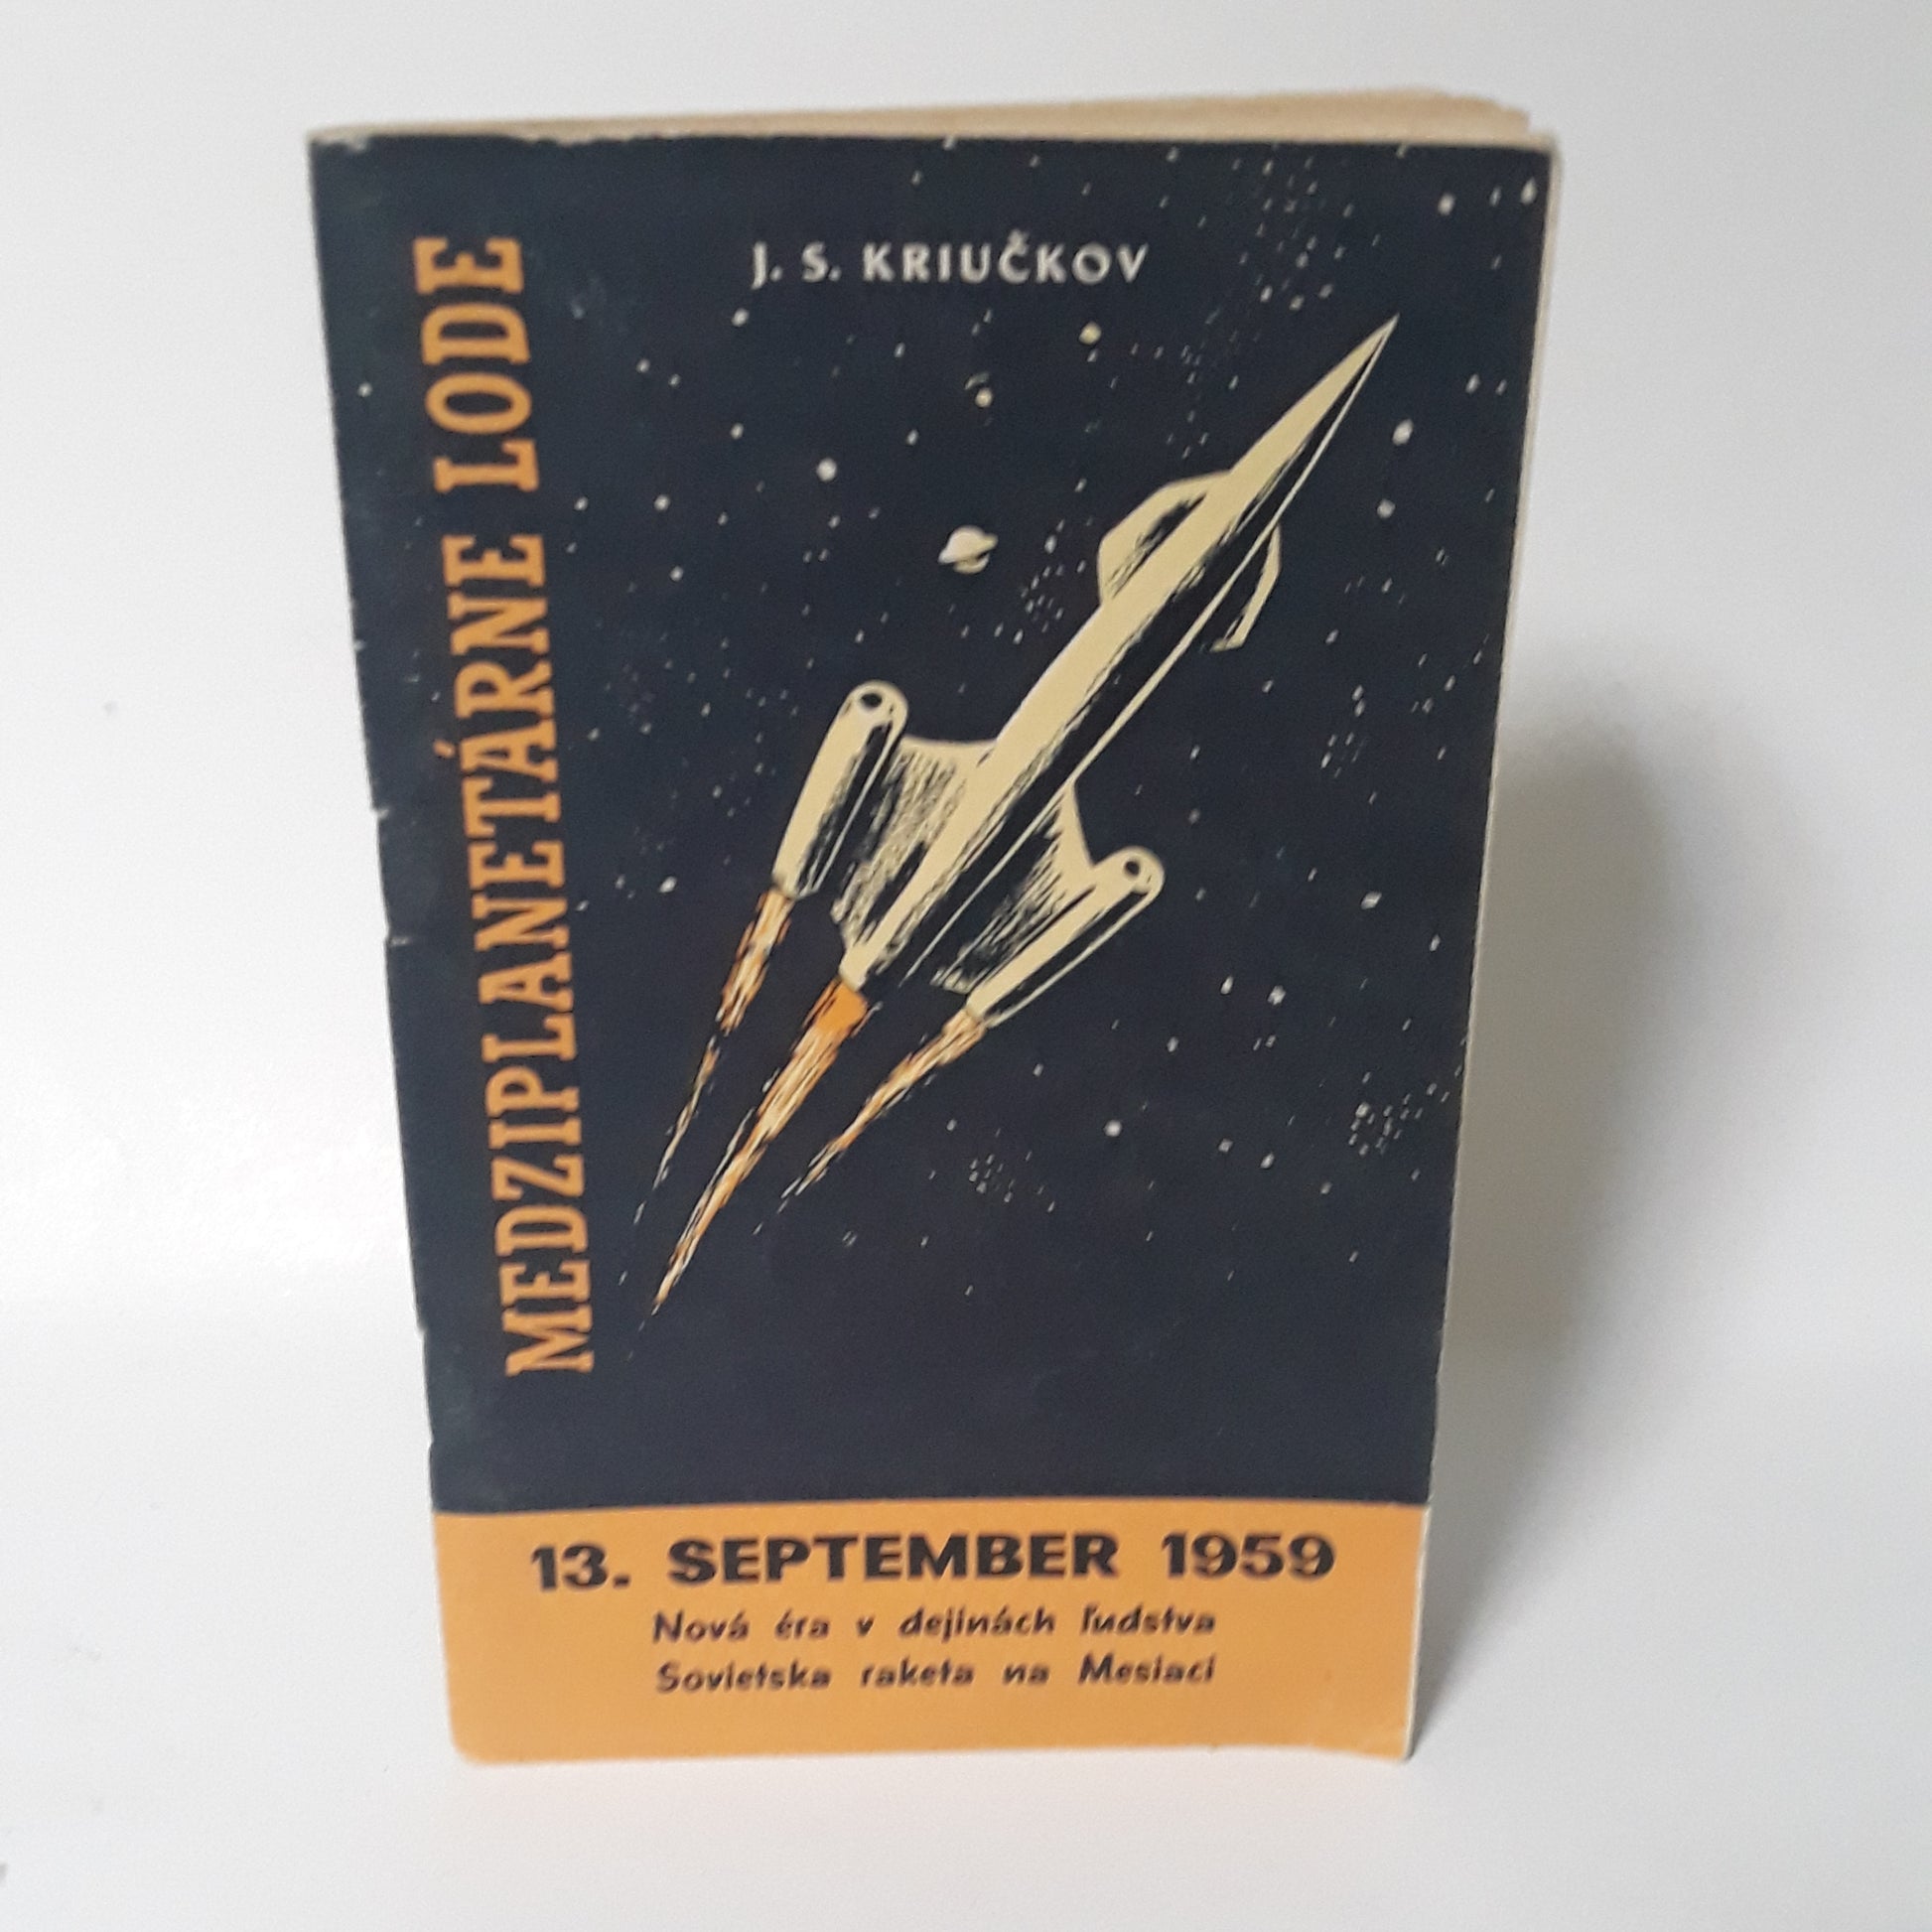 J. S. KRIUČKOV
MEDZIPLANETÁRNE LODE
13. SEPTEMBER 1959
Nová éra v dejinách ľudstva
Sovietska raketa na Mesiaci